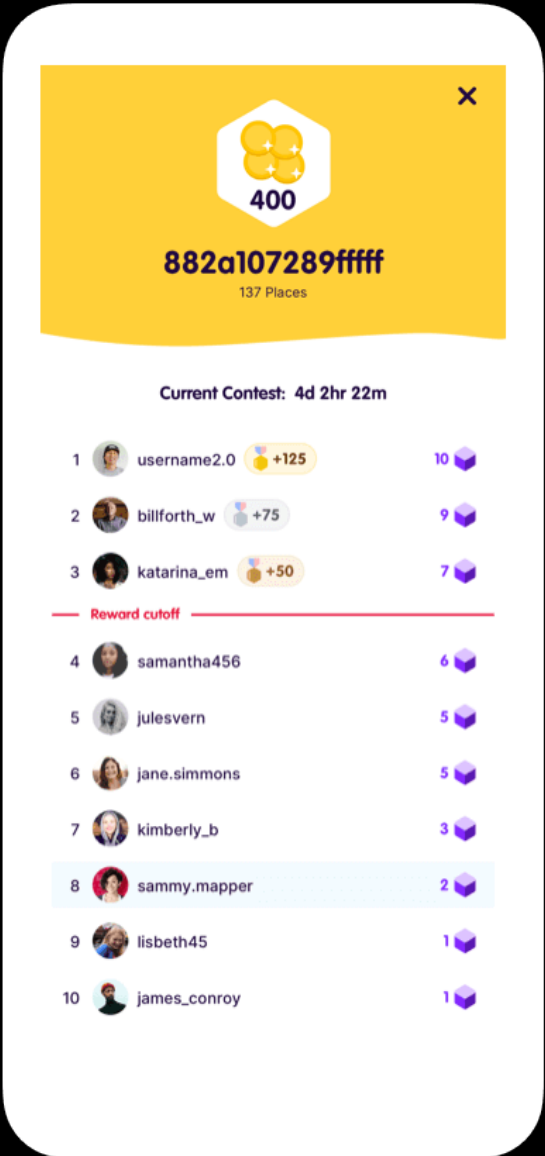 400
882a107289fffff
137 Places
Current Contest: 4d 2hr 22m
1 username2.0 +125 10
2 billforth_w +75 9
3 katarina_em +50 7
Reward cutoff
4 samantha456 6
5 julesvern 5
6 jane.simmons 5
7 kimberly_b 3
8 sammy.mapper 2
9 lisbeth45 1
10 james_conroy 1